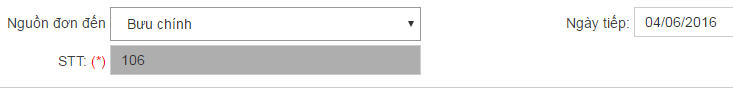 Nguồn đơn đến Bưu chính Ngày tiếp: 04/06/2016
STT: (*) 106